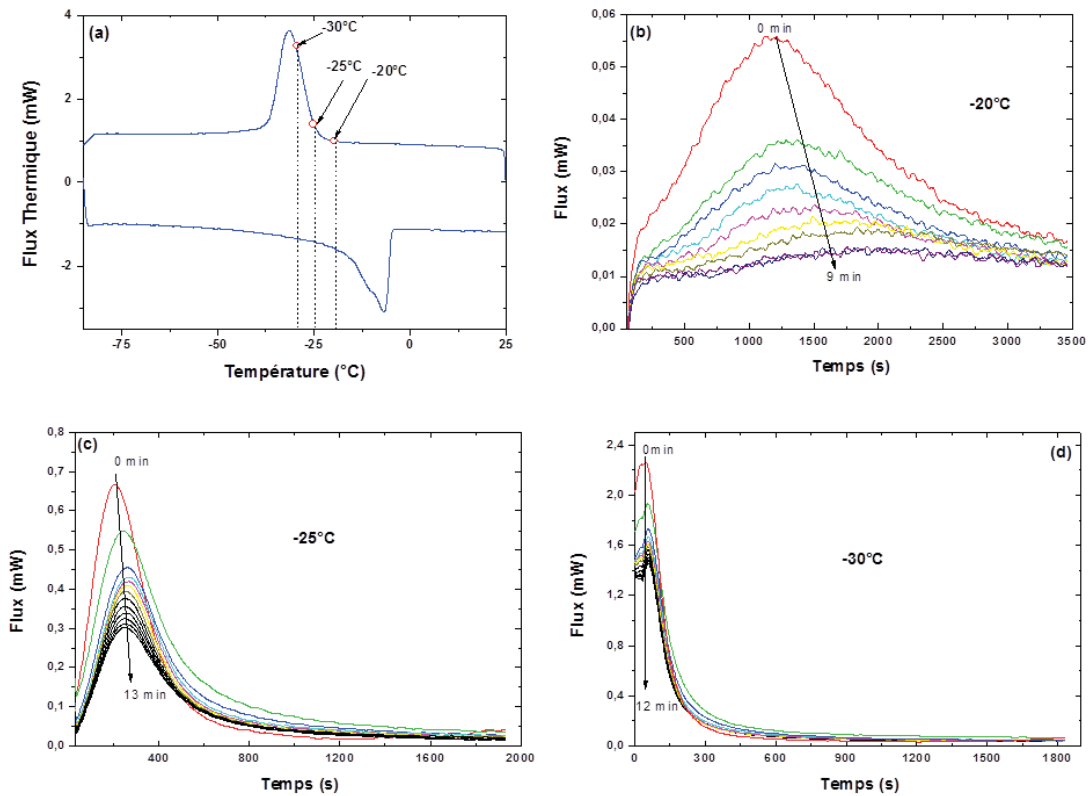 (a)
-30°C
-25°C
-20°C
Flux Thermique (mW)
4
2
0
-2
-75
-50
-25
0
25
Température (°C)
(b)
0 min
-20°C
9 min
Flux (mW)
0,06
0,05
0,04
0,03
0,02
0,01
0,00
500
1000
1500
2000
2500
3000
3500
Temps (s)
(c)
0 min
-25°C
13 min
Flux (mW)
0,8
0,7
0,6
0,5
0,4
0,3
0,2
0,1
0,0
400
800
1200
1600
2000
Temps (s)
(d)
0min
-30°C
12 min
Flux (mW)
2,4
2,0
1,6
1,2
0,8
0,4
0,0
0
300
600
900
1200
1500
1800
Temps (s)